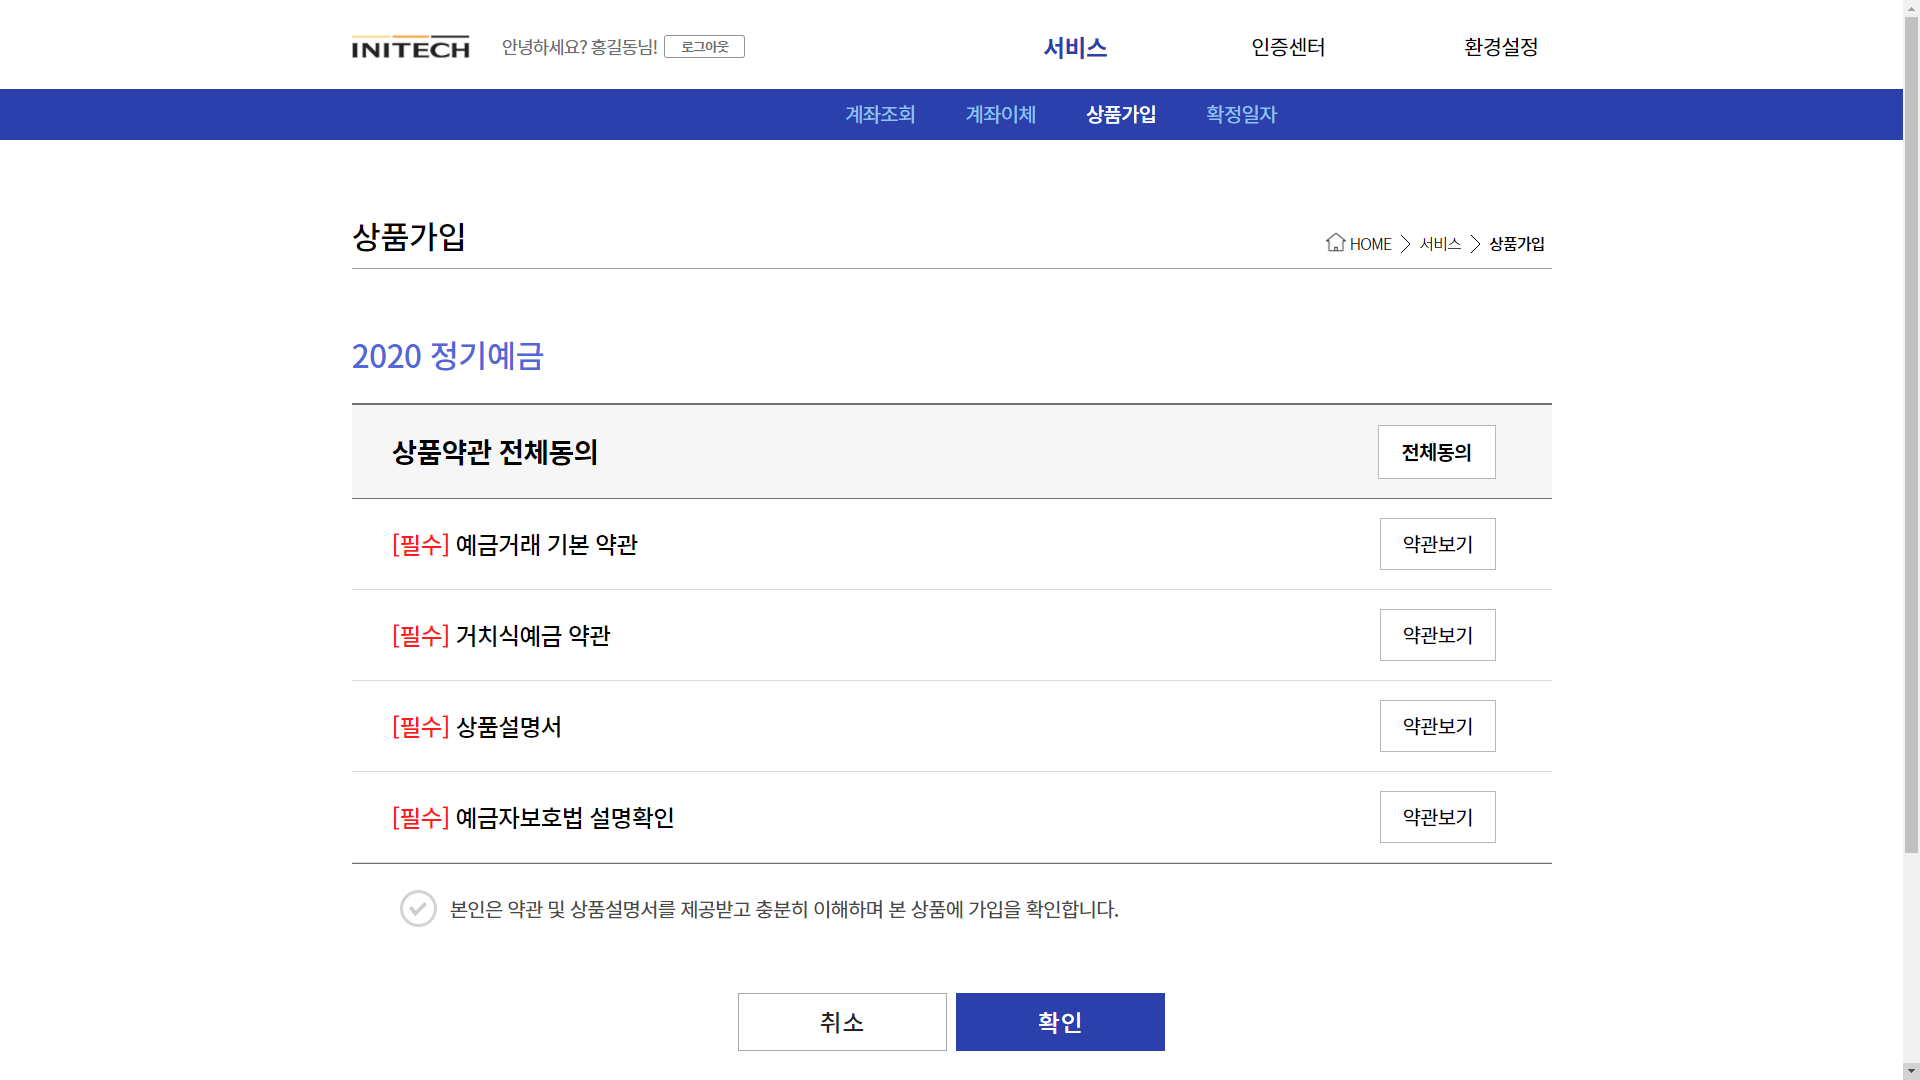 INITECH 안녕하세요? 홍길동님! 로그아웃 서비스 인증센터 환경설정
계좌조회 계좌이체 상품가입 확정일자
상품가입 HOME 서비스 상품가입
2020 정기예금
상품약관 전체동의 전체동의
[필수] 예금거래 기본 약관 약관보기
[필수] 거치식예금 약관 약관보기
[필수] 상품설명서 약관보기
[필수] 예금자보호법 설명확인 약관보기
본인은 약관 및 상품설명서를 제공받고 충분히 이해하며 본 상품에 가입을 확인합니다.
취소 확인